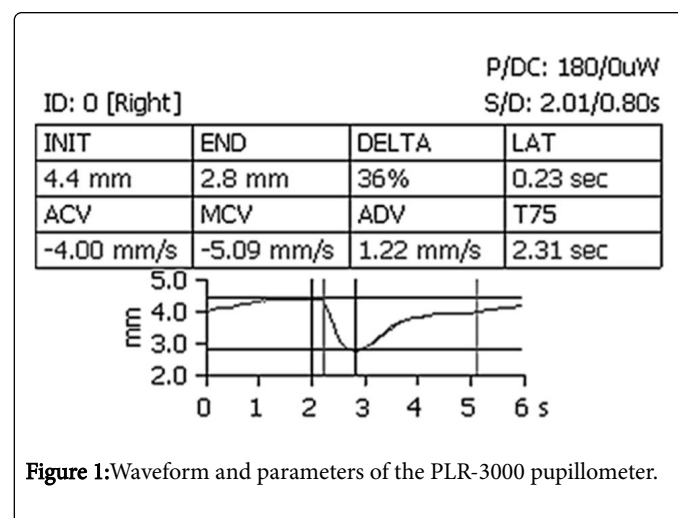 P/DC: 180/0uW
ID: 0 [Right] S/D: 2.01/0.80s
INIT END DELTA LAT
4.4 mm 2.8 mm 36% 0.23 sec
ACV MCV ADV T75
-4.00 mm/s -5.09 mm/s 1.22 mm/s 2.31 sec
5.0
4.0
mm
3.0
2.0
0 1 2 3 4 5 6 s
Figure 1:Waveform and parameters of the PLR-3000 pupillometer.